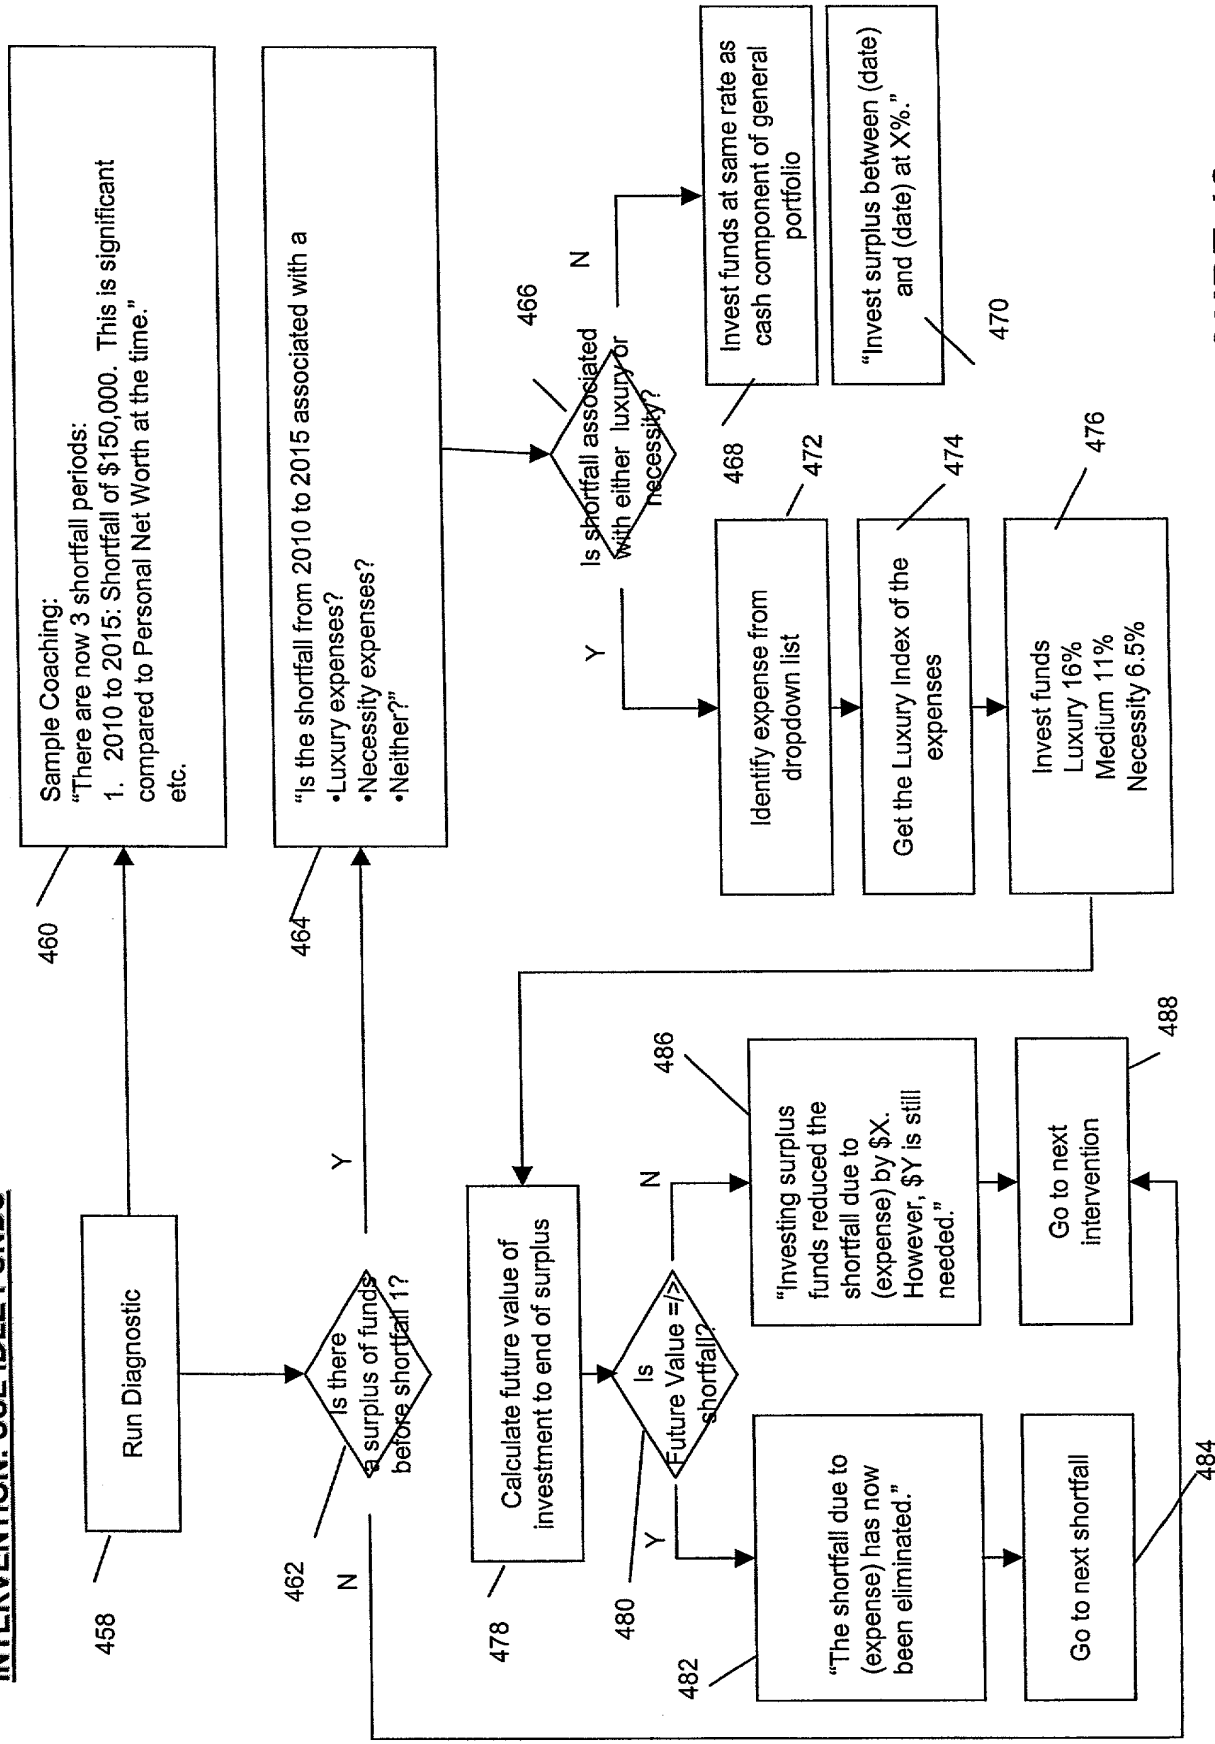 INTERVENTION: USE IDLE FUNDS
458
Run Diagnostic
460
Sample Coaching:
“There are now 3 shortfall periods:
1. 2010 to 2015: Shortfall of $150,000. This is significant
compared to Personal Net Worth at the time.”
etc.
462
Is there
a surplus of funds
before shortfall 1?
Y
N
464
“Is the shortfall from 2010 to 2015 associated with a
•Luxury expenses?
•Necessity expenses?
•Neither?”
466
Is shortfall associated
with either luxury or
necessity?
Y
N
468
Invest funds at same rate as
cash component of general
portfolio
“Invest surplus between (date)
and (date) at X%.”
470
472
Identify expense from
dropdown list
474
Get the Luxury Index of the
expenses
476
Invest funds
Luxury 16%
Medium 11%
Necessity 6.5%
478
Calculate future value of
investment to end of surplus
480
Is
Future Value =/>
shortfall?
Y
N
482
“The shortfall due to
(expense) has now
been eliminated.”
Go to next shortfall
484
486
“Investing surplus
funds reduced the
shortfall due to
(expense) by $X.
However, $Y is still
needed.”
Go to next
intervention
488